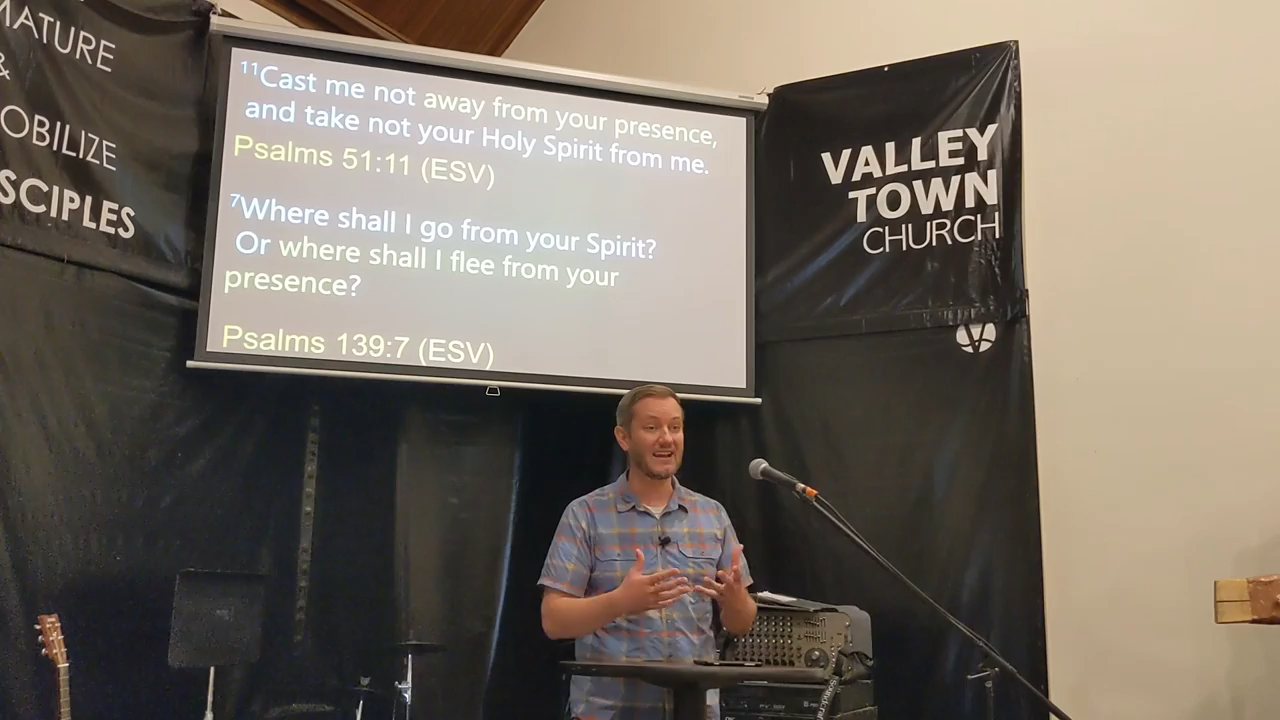 MATURE
&
OBILIZE
SCIPLES
11Cast me not away from your presence,
and take not your Holy Spirit from me.
Psalms 51:11 (ESV)
7Where shall I go from your Spirit?
Or where shall I flee from your
presence?
Psalms 139:7 (ESV)
VALLEY
TOWN
CHURCH
V